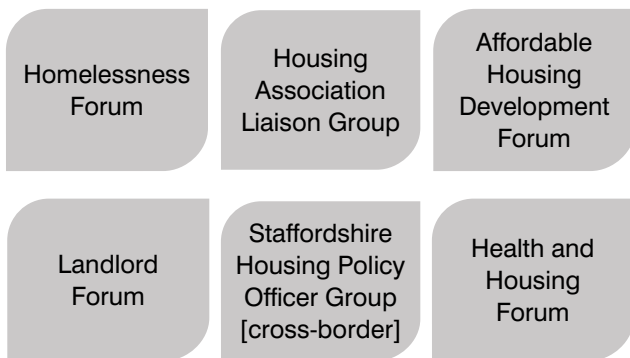 Homelessness
Forum
Housing
Association
Liaison Group
Affordable
Housing
Development
Forum
Landlord
Forum
Staffordshire
Housing Policy
Officer Group
[cross-border]
Health and
Housing
Forum